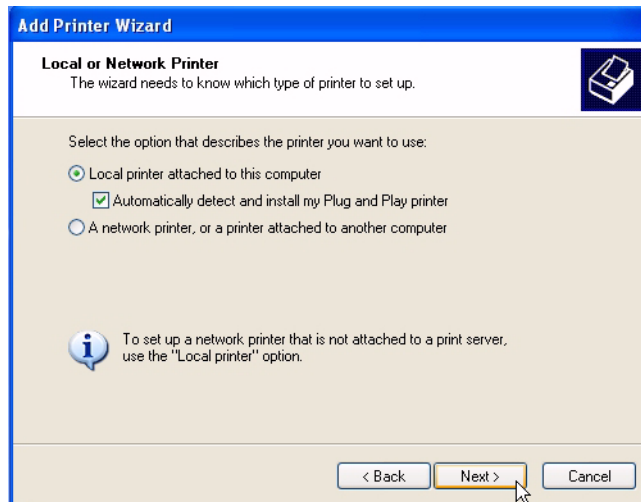 Add Printer Wizard
Local or Network Printer
The wizard needs to know which type of printer to set up.
Select the option that describes the printer you want to use:
Local printer attached to this computer
Automatically detect and install my Plug and Play printer
A network printer, or a printer attached to another computer
To set up a network printer that is not attached to a print server,
use the "Local printer" option.
< Back Next > Cancel